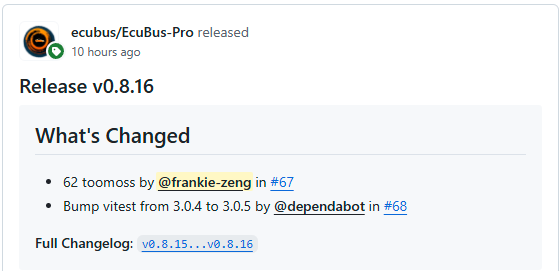 ecubus/EcuBus-Pro released
10 hours ago
Release v0.8.16
What's Changed
62 toomoss by @frankie-zeng in #67
Bump vitest from 3.0.4 to 3.0.5 by @dependabot in #68
Full Changelog: v0.8.15...v0.8.16